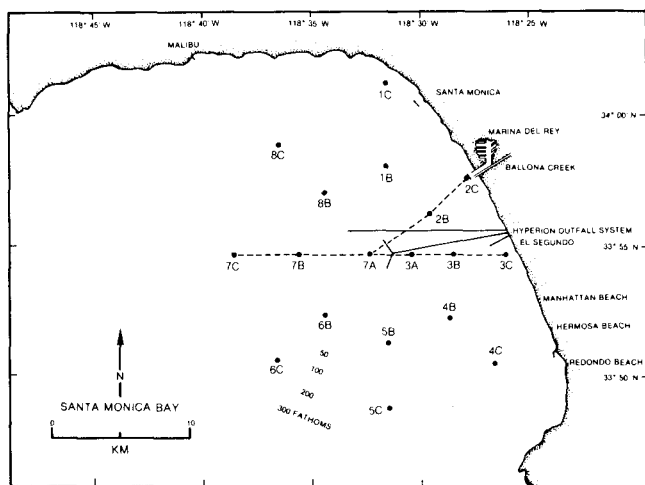 118° 45' 118° 40' 118° 35' 118° 30' 118° 25'
MALIBU
1C
SANTA MONICA
34° 00' N
MARINA DEL REY
8C
BALLONA CREEK
1B
2C
8B
2B
HYPERION OUTFALL SYSTEM
EL SEGUNDO
33° 55' N
7C 7B 7A 3A 3B 3C
MANHATTAN BEACH
6B 4B
HERMOSA BEACH
5B
50
4C
REDONDO BEACH
6C
100
33° 50' N
N
200
SANTA MONICA BAY
300 FATHOMS
5C
0 10
KM